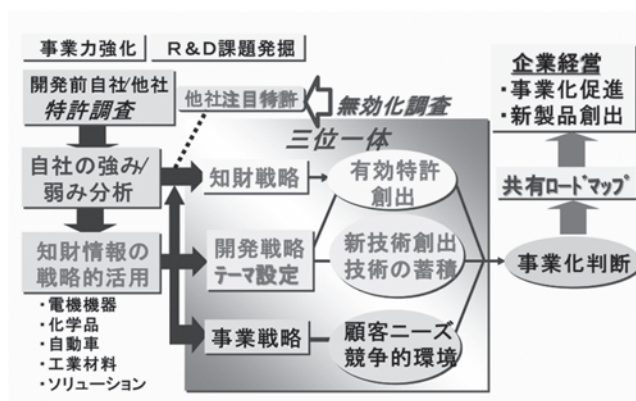 事業力強化
R&D課題発掘
開発前自社/他社
特許調査
他社注目特許
無効化調査
三位一体
自社の強み/
弱み分析
知財戦略
有効特許
創出
知財情報の
戦略的活用
開発戦略
テーマ設定
新技術創出
技術の蓄積
・電機機器
・化学品
・自動車
・工業材料
・ソリューション
事業戦略
顧客ニーズ
競争的環境
企業経営
・事業化促進
・新製品創出
共有ロードマップ
事業化判断